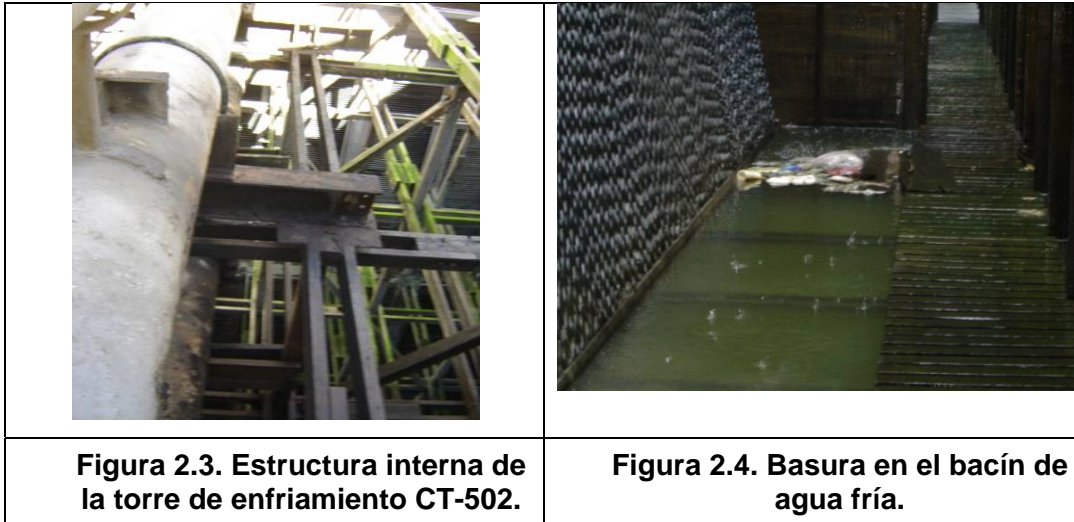 Figura 2.3. Estructura interna de
la torre de enfriamiento CT-502.
Figura 2.4. Basura en el bacín de
agua fría.